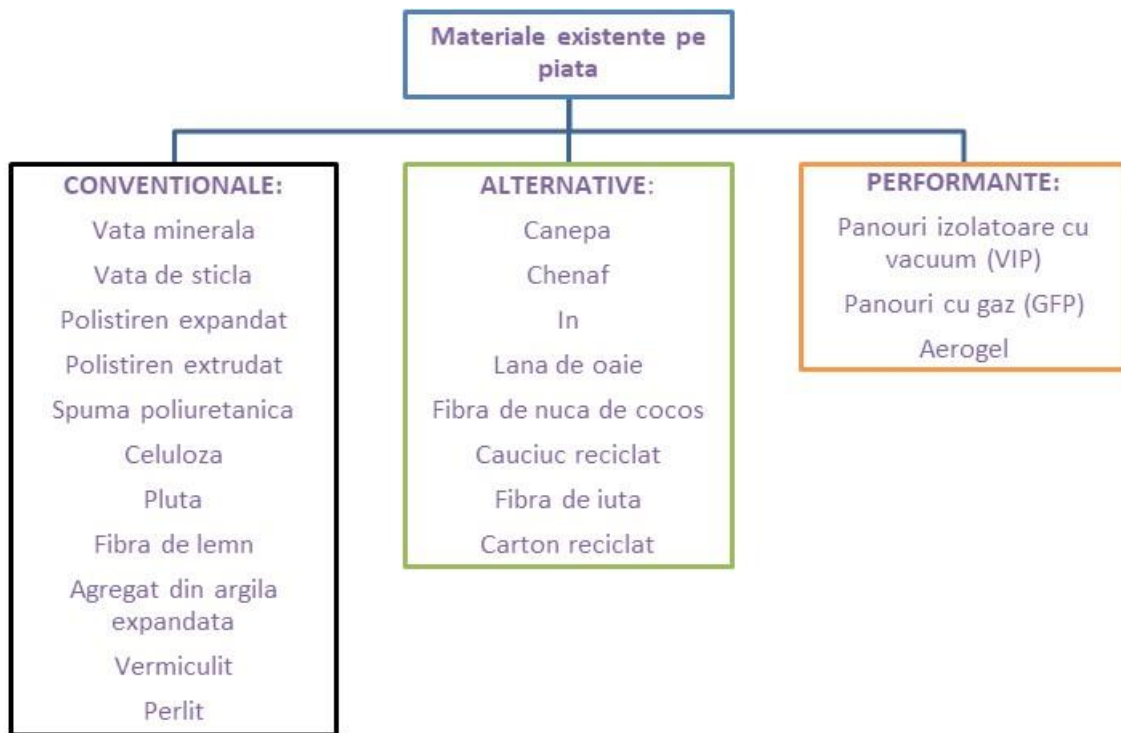 Materiale existente pe
piata
CONVENTIONALE:
Vata minerala
Vata de sticla
Polistiren expandat
Polistiren extrudat
Spuma poliuretanica
Celuloza
Pluta
Fibra de lemn
Agregat din argila
expandata
Vermiculit
Perlit
ALTERNATIVE:
Canepa
Chenaf
In
Lana de oaie
Fibra de nuca de cocos
Cauciuc reciclat
Fibra de iuta
Carton reciclat
PERFORMANTE:
Panouri izolatoare cu
vacuum (VIP)
Panouri cu gaz (GFP)
Aerogel